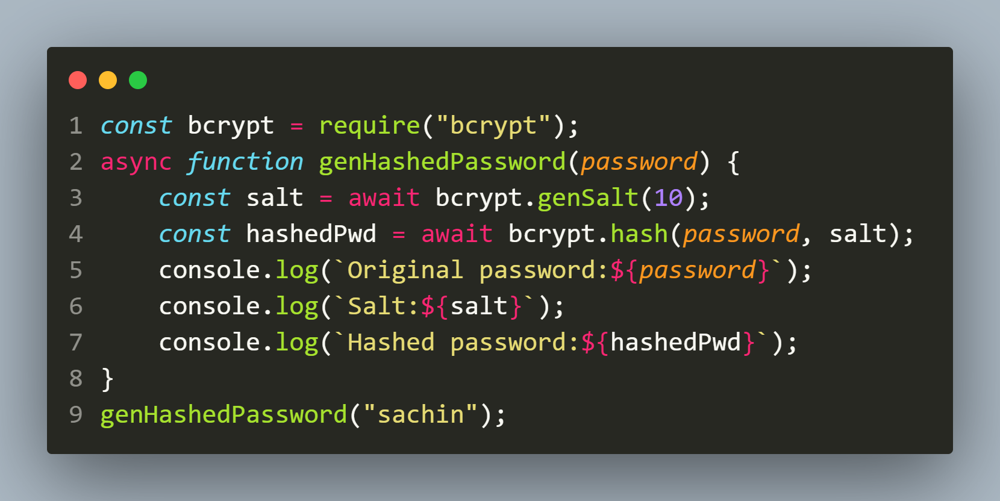 1 const bcrypt = require("bcrypt");
2 async function genHashedPassword(password) {
3     const salt = await bcrypt.genSalt(10);
4     const hashedPwd = await bcrypt.hash(password, salt);
5     console.log(`Original password:${password}`);
6     console.log(`Salt:${salt}`);
7     console.log(`Hashed password:${hashedPwd}`);
8 }
9 genHashedPassword("sachin");